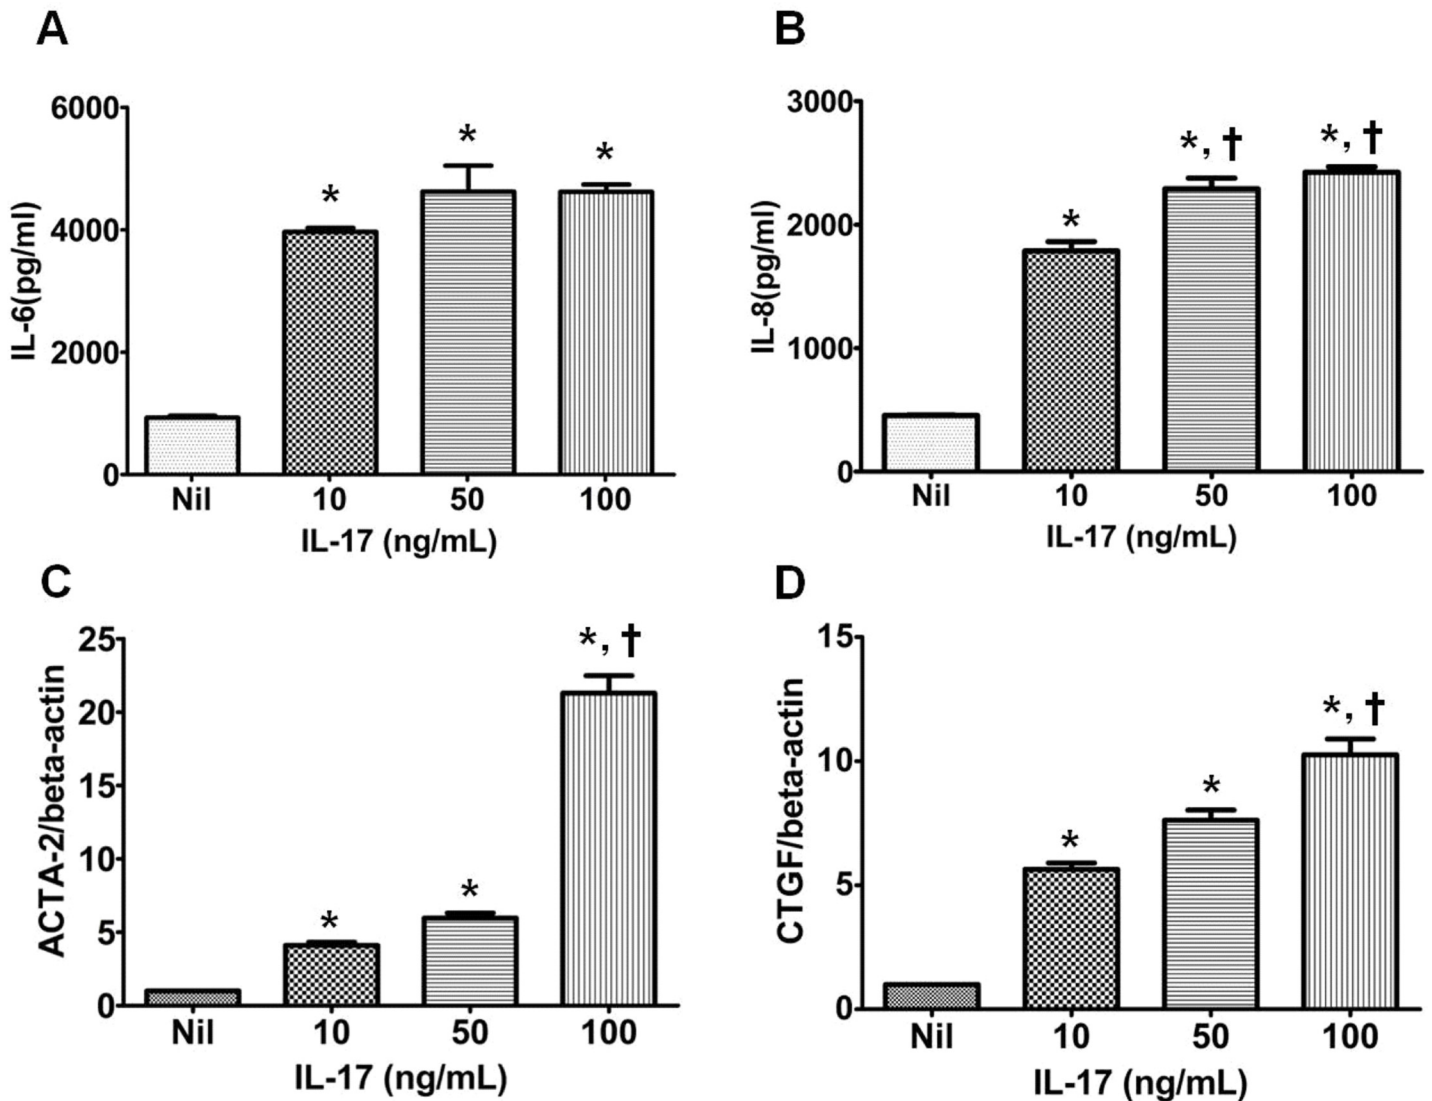 A
IL-6(pg/ml)
6000
4000
2000
0
*
*
*
Nil 10 50 100
IL-17 (ng/mL)
B
IL-8(pg/ml)
3000
2000
1000
0
*
*, †
*, †
Nil 10 50 100
IL-17 (ng/mL)
C
ACTA-2/beta-actin
25
20
15
10
5
0
*
*
*, †
Nil 10 50 100
IL-17 (ng/mL)
D
CTGF/beta-actin
15
10
5
0
*
*
*, †
Nil 10 50 100
IL-17 (ng/mL)